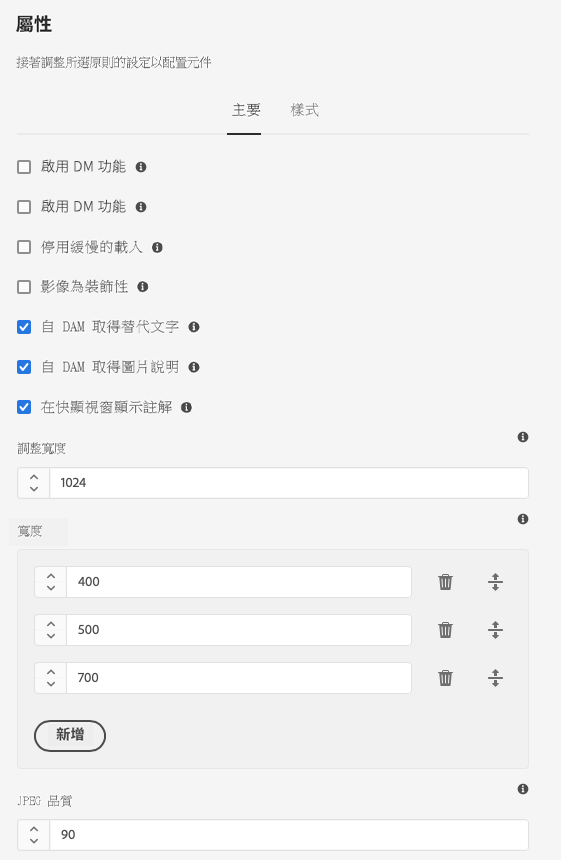 屬性
接著調整所選原則的設定以配置元件
主要 樣式
啟用 DM 功能
啟用 DM 功能
停用緩慢的載入
影像為裝飾性
自 DAM 取得替代文字
自 DAM 取得圖片說明
在快顯視窗顯示註解
調整寬度
1024
寬度
400
500
700
新增
JPEG 品質
90